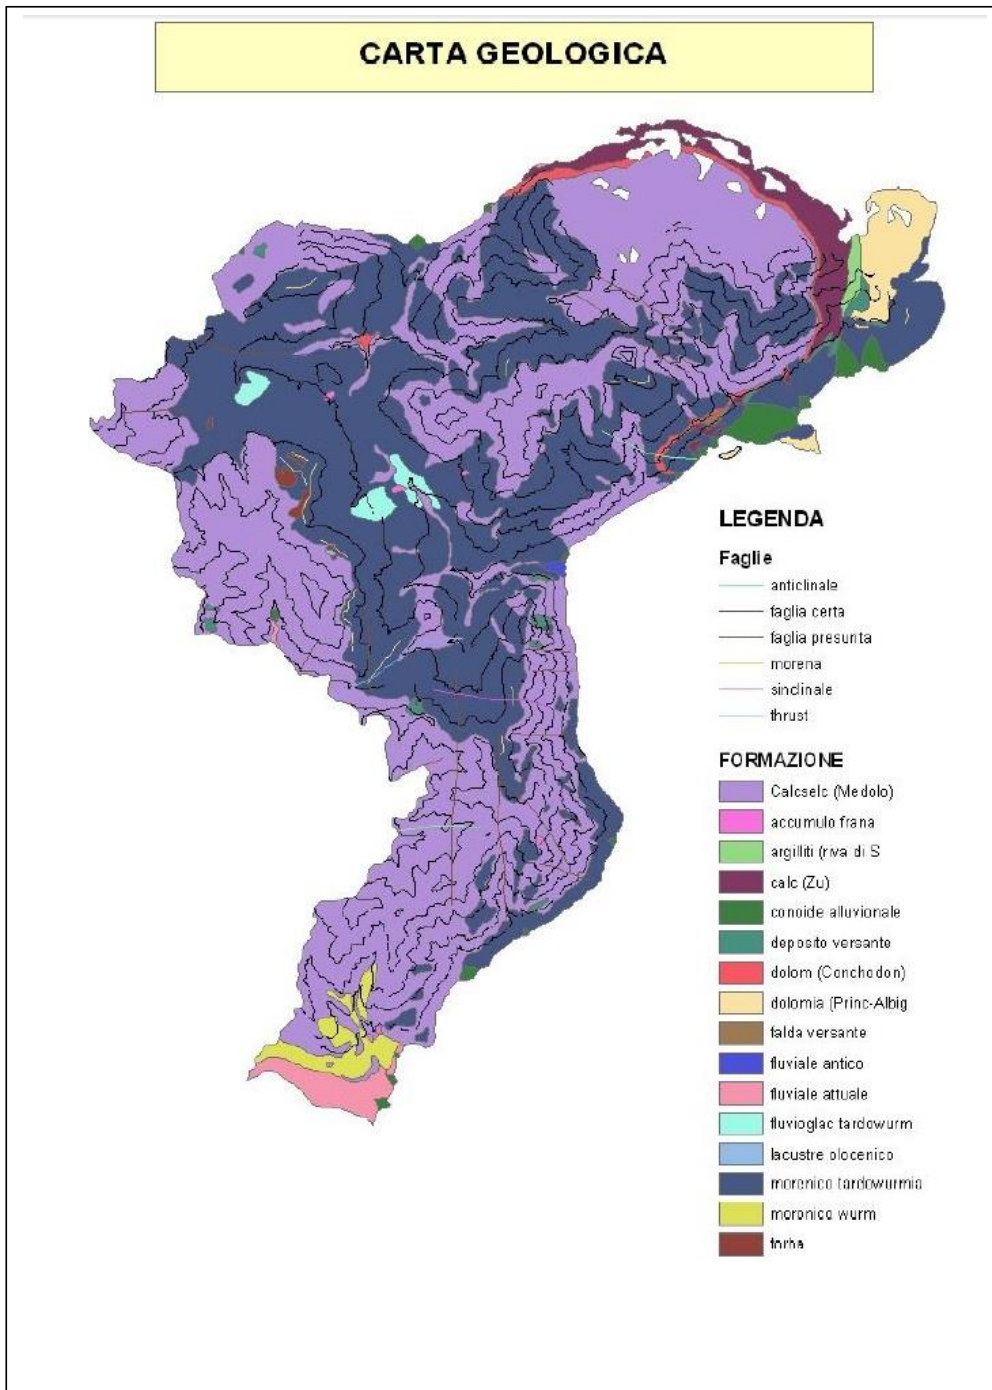 CARTA GEOLOGICA
LEGENDA
Faglie
anticlinale
faglia certa
faglia presunta
morena
sinclinale
thrust
FORMAZIONE
Calcselc (Medolo)
accumulo frana
argilliti (riva di S
calc (Zu)
conoide alluvionale
deposito versante
dolom (Conchodon)
dolomia (Princ-Albig
falda versante
fluviale antico
fluviale attuale
fluvioglac tardowurm
lacustre olocenico
morenico tardowurmia
morenico wurm
torba